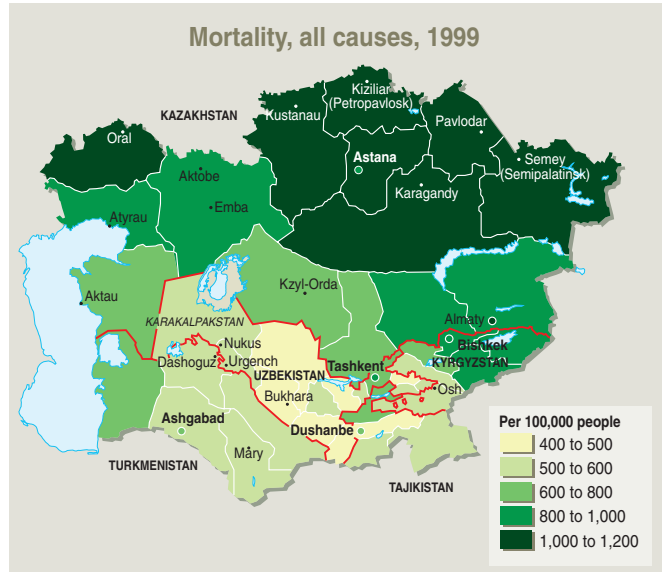 Mortality, all causes, 1999
Kiziliar
(Petropavlosk)
KAZAKHSTAN
Kustanau
Pavlodar
Oral
Astana
Semey
(Semipalatinsk)
Aktobe
Karagandy
Emba
Atyrau
Kzyl-Orda
Aktau
Almaty
KARAKALPAKSTAN
Nukus
Bishkek
Dashoguz
Urgench
Tashkent
KYRGYZSTAN
UZBEKISTAN
Osh
Bukhara
Ashgabad
Dushanbe
Måry
TURKMENISTAN
TAJIKISTAN
Per 100,000 people
400 to 500
500 to 600
600 to 800
800 to 1,000
1,000 to 1,200